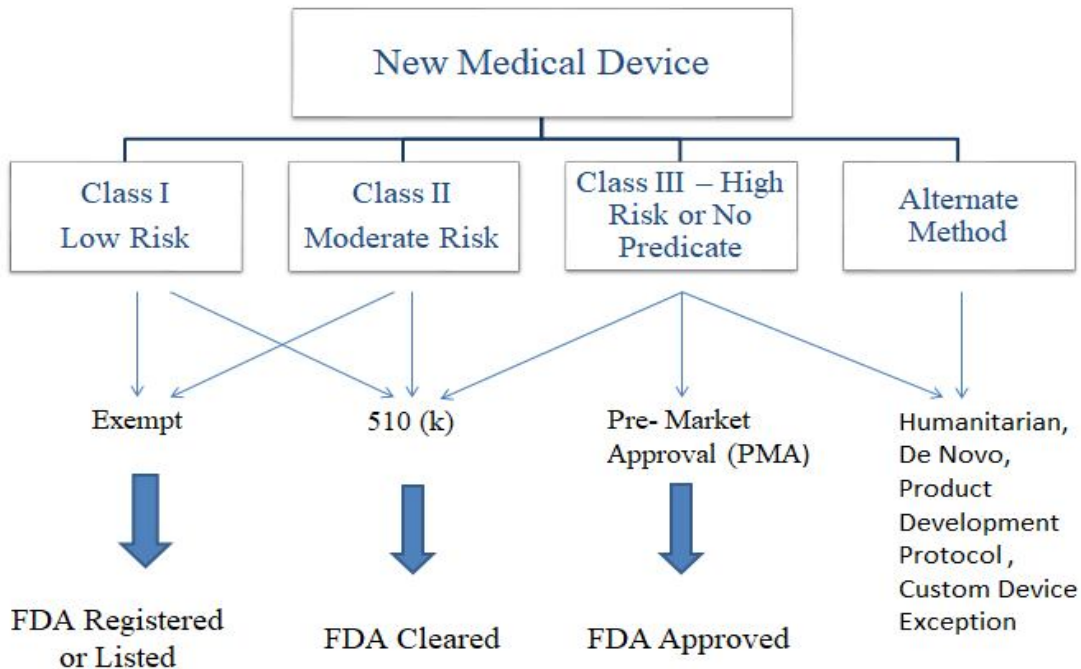 New Medical Device
Class I
Low Risk
Class II
Moderate Risk
Class III – High
Risk or No
Predicate
Alternate
Method
Exempt
510 (k)
Pre- Market
Approval (PMA)
Humanitarian,
De Novo,
Product
Development
Protocol ,
Custom Device
Exception
FDA Registered
or Listed
FDA Cleared
FDA Approved